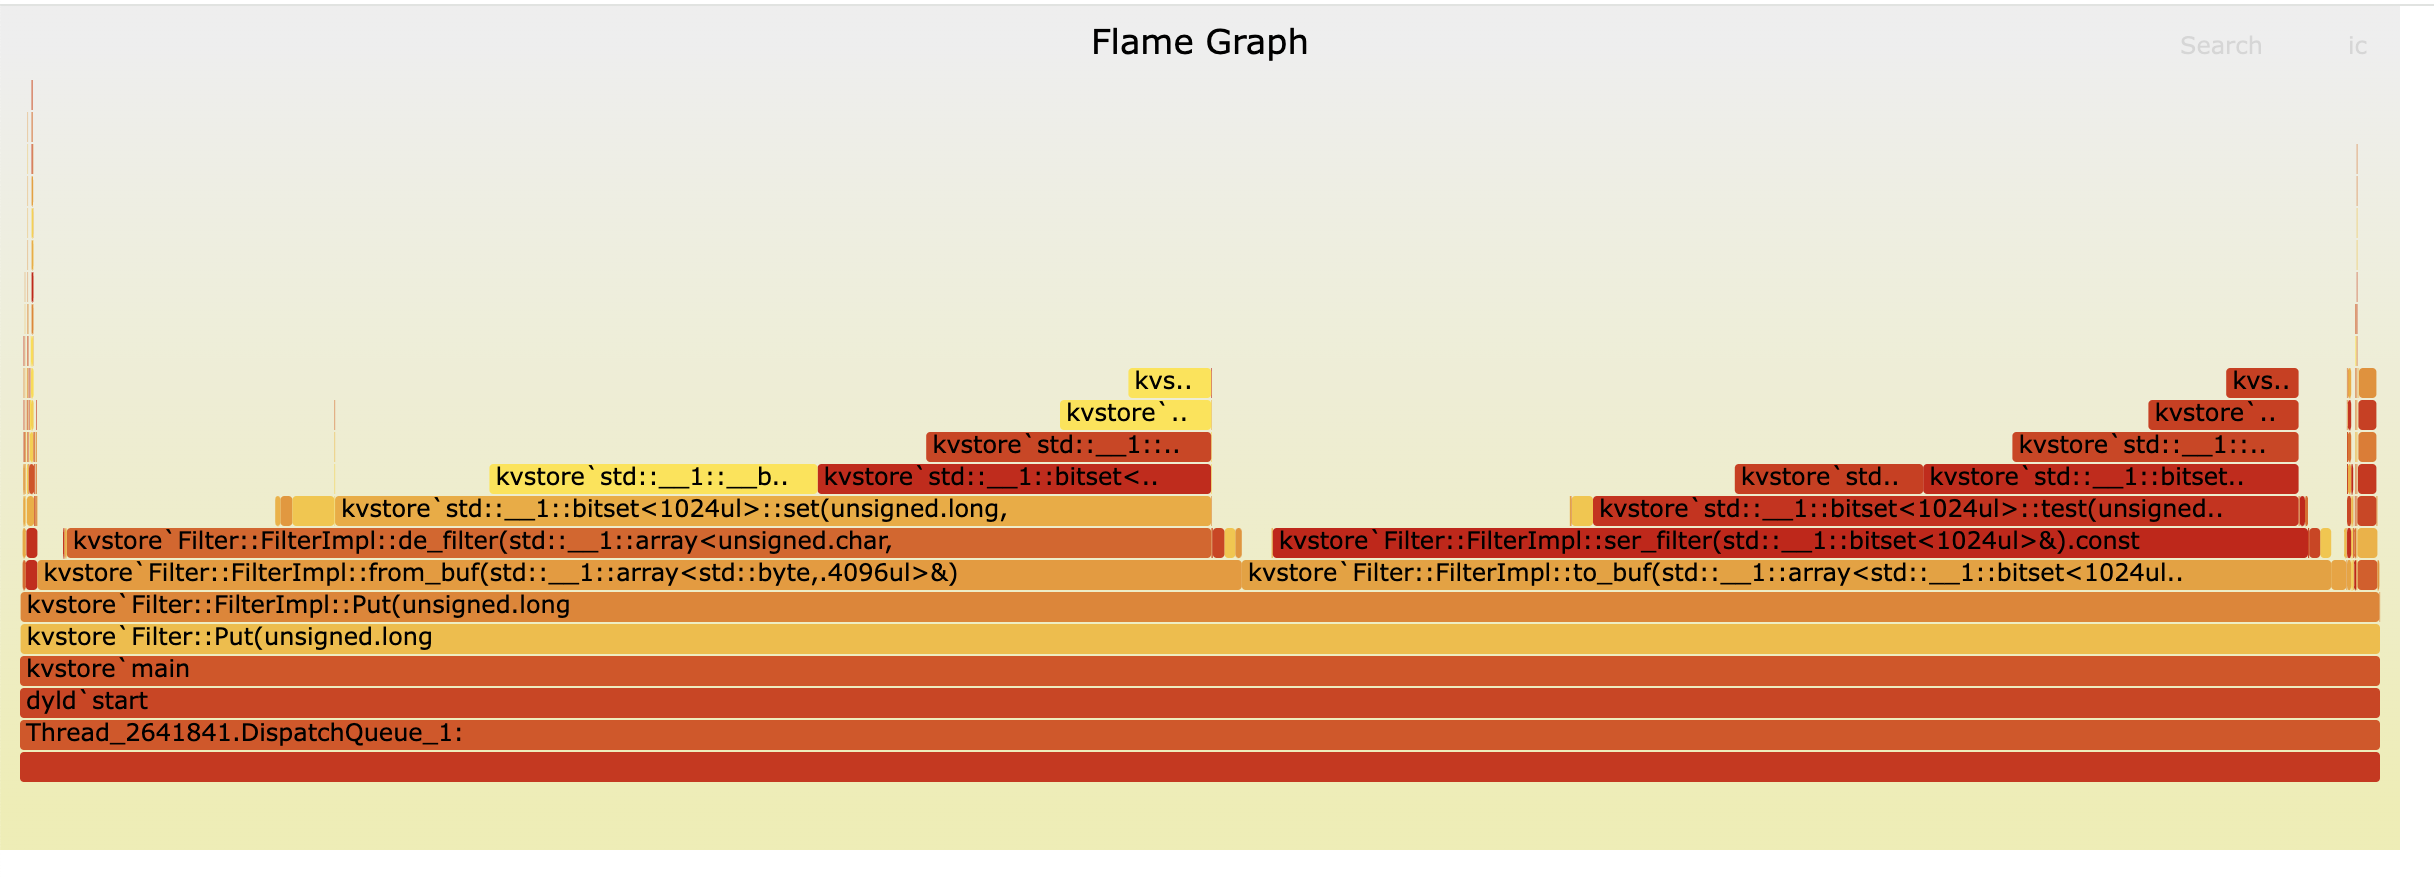 Flame Graph
Search
ic
kvs..
kvs..
kvstore`..
kvstore`..
kvstore`std::__1::..
kvstore`std::__1::..
kvstore`std::__1::__b..
kvstore`std::__1::bitset<..
kvstore`std..
kvstore`std::__1::bitset..
kvstore`std::__1::bitset<1024ul>::set(unsigned.long,
kvstore`std::__1::bitset<1024ul>::test(unsigned..
kvstore`Filter::FilterImpl::de_filter(std::__1::array<unsigned.char,
kvstore`Filter::FilterImpl::ser_filter(std::__1::bitset<1024ul>&).const
kvstore`Filter::FilterImpl::from_buf(std::__1::array<std::byte,.4096ul>&)
kvstore`Filter::FilterImpl::to_buf(std::__1::array<std::__1::bitset<1024ul..
kvstore`Filter::FilterImpl::Put(unsigned.long
kvstore`Filter::Put(unsigned.long
kvstore`main
dyld`start
Thread_2641841.DispatchQueue_1: